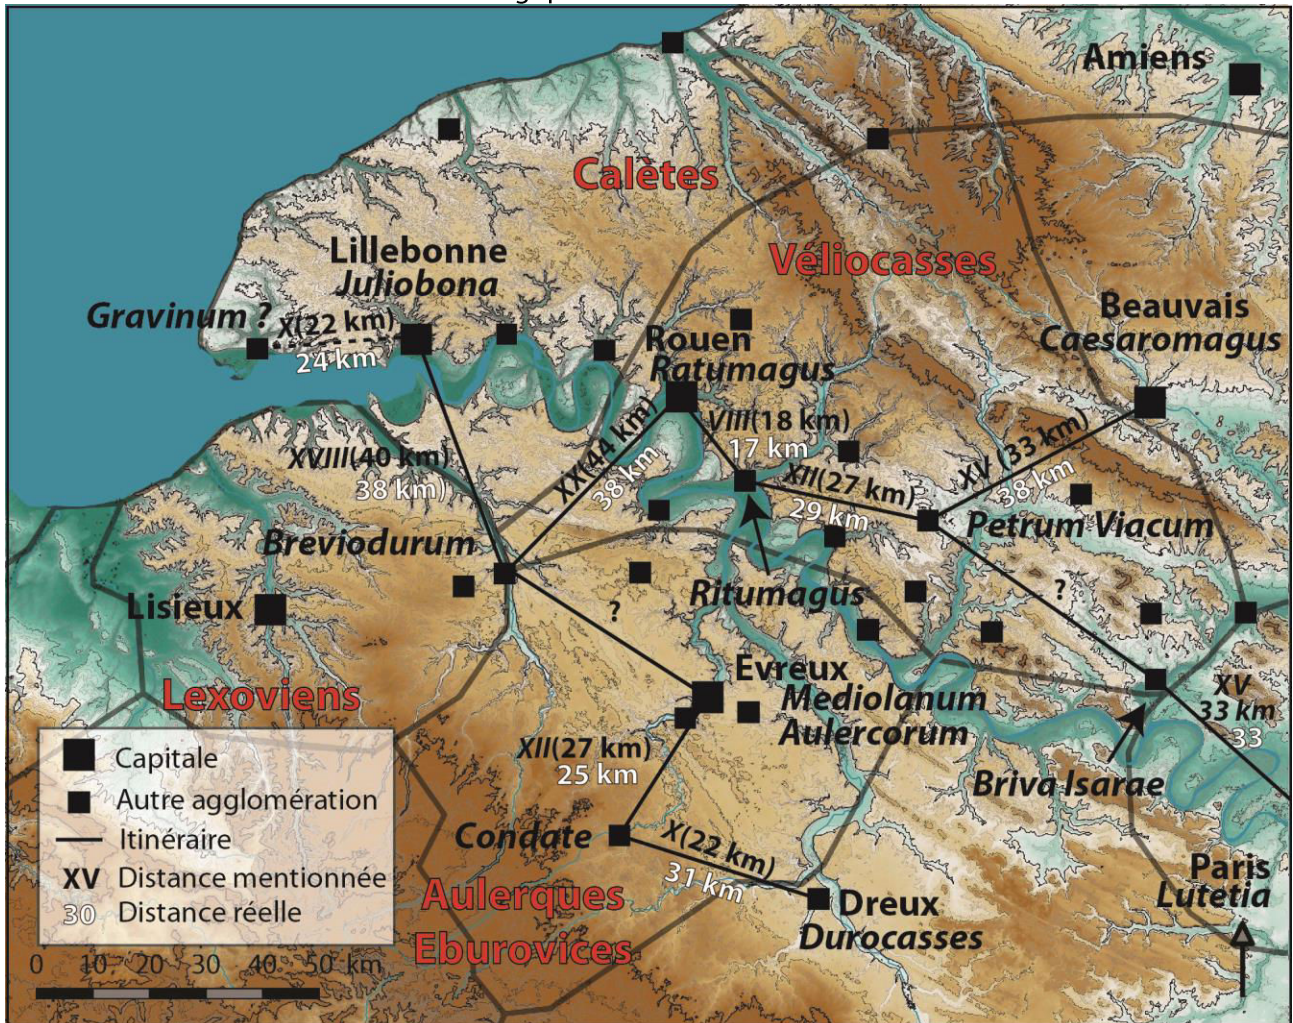 Amiens
Calètes
Véliocasses
Lillebonne
Juliobona
Gravinum ?
X(22 km)
24 km
Beauvais
Caesaromagus
Rouen
Ratumagus
VIII(18 km)
17 km
XX(44 km)
38 km
XVIII(40 km)
38 km)
XII(27 km)
29 km
XV (33 km)
38 km
Petrum Viacum
Breviodurum
Ritumagus
?
?
Lisieux
Lexoviens
Evreux
Mediolanum
Aulercorum
XV
33 km
33
Briva Isarae
XII(27 km)
25 km
Condate
X(22 km)
31 km
Aulerques
Eburovices
Dreux
Durocasses
Paris
Lutetia
Capitale
Autre agglomération
Itinéraire
XV Distance mentionnée
30 Distance réelle
0 10 20 30 40 50 km